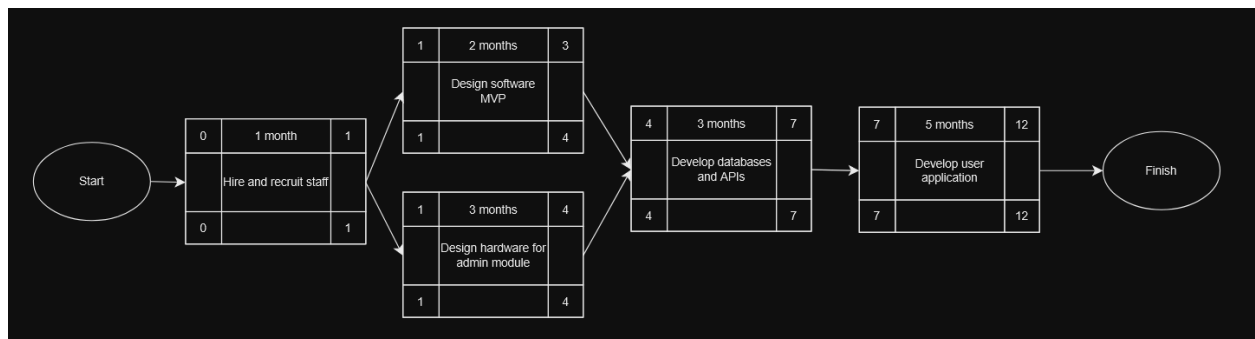 Start
0 1 month 1
Hire and recruit staff
0 1
1 2 months 3
Design software
MVP
1 4
1 3 months 4
Design hardware for
admin module
1 4
4 3 months 7
Develop databases
and APIs
4 7
7 5 months 12
Develop user
application
7 12
Finish